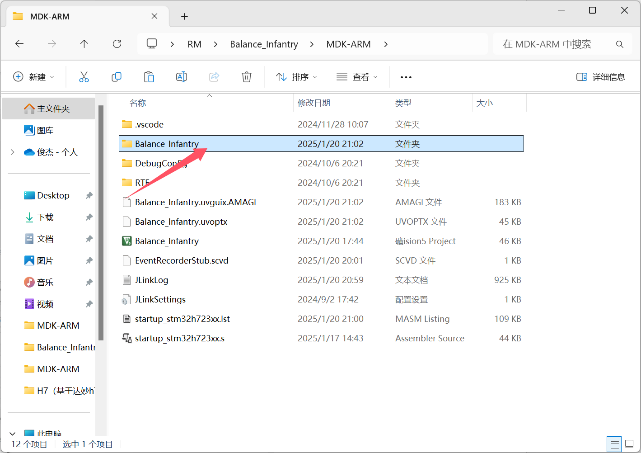 MDK-ARM
RM > Balance_Infantry > MDK-ARM >
在 MDK-ARM 中搜索
新建
排序
查看
详细信息
名称 修改日期 类型 大小
主文件夹
图库
俊杰 - 个人
Desktop
下载
文档
图片
音乐
视频
MDK-ARM
Balance_Infantr
MDK-ARM
H7（基于达妙h7
此电脑
.vscode 2024/11/28 10:07 文件夹
Balance_Infantry 2025/1/20 21:02 文件夹
DebugConfig 2024/10/6 20:21 文件夹
RTE 2024/10/6 20:21 文件夹
Balance_Infantry.uvguix.AMAGI 2025/1/20 21:02 AMAGI 文件 183 KB
Balance_Infantry.uvoptx 2025/1/20 21:02 UVOPTX 文件 45 KB
Balance_Infantry 2025/1/20 17:44 磒ision5 Project 46 KB
EventRecorderStub.scvd 2025/1/20 20:01 SCVD 文件 1 KB
JLinkLog 2025/1/20 20:59 文本文档 925 KB
JLinkSettings 2024/9/2 17:42 配置设置 1 KB
startup_stm32h723xx.lst 2025/1/20 21:00 MASM Listing 109 KB
startup_stm32h723xx.s 2025/1/17 14:43 Assembler Source 44 KB
12 个项目 选中 1 个项目